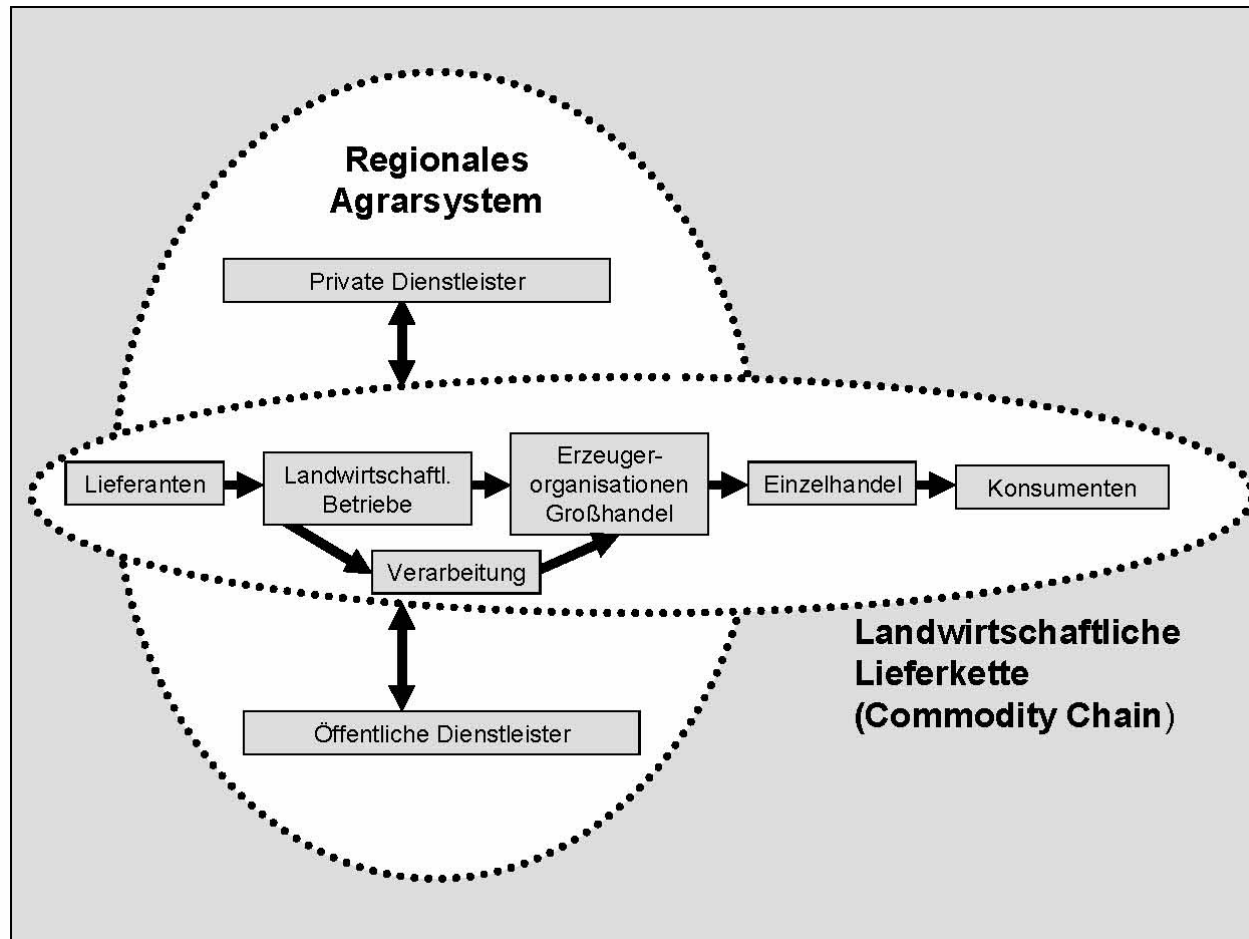 Regionales
Agrarsystem
Private Dienstleister
Lieferanten
Landwirtschaftl.
Betriebe
Erzeuger-
organisationen
Großhandel
Einzelhandel
Konsumenten
Verarbeitung
Landwirtschaftliche
Lieferkette
(Commodity Chain)
Öffentliche Dienstleister